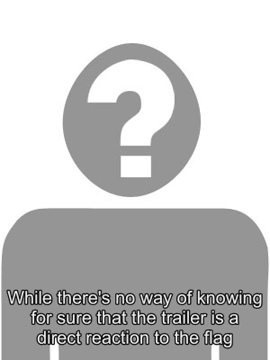 ?
While there's no way of knowing
for sure that the trailer is a
direct reaction to the flag